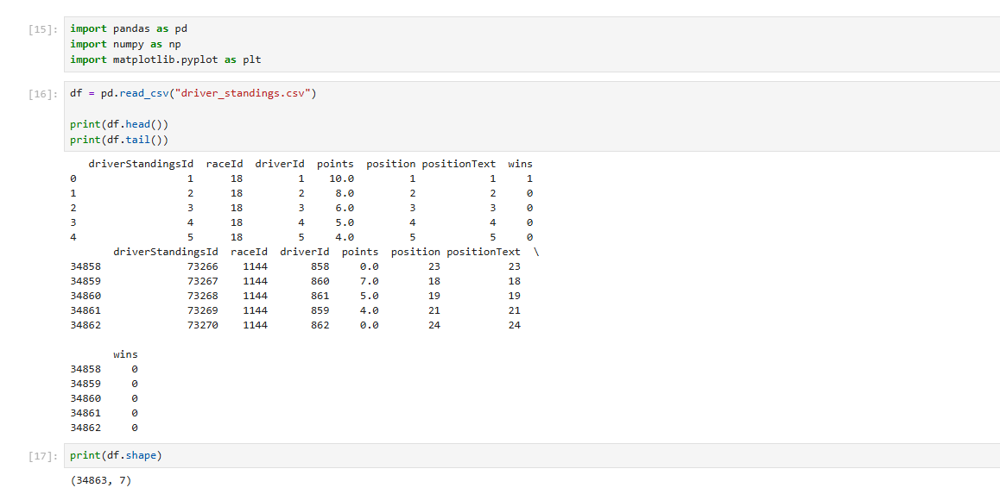 [15]: import pandas as pd
import numpy as np
import matplotlib.pyplot as plt
[16]: df = pd.read_csv("driver_standings.csv")
print(df.head())
print(df.tail())
driverStandingsId raceId driverId points position positionText wins
0 1 18 1 10.0 1 1 1
1 2 18 2 8.0 2 2 0
2 3 18 3 6.0 3 3 0
3 4 18 4 5.0 4 4 0
4 5 18 5 4.0 5 5 0
driverStandingsId raceId driverId points position positionText \
34858 73266 1144 858 0.0 23 23
34859 73267 1144 860 7.0 18 18
34860 73268 1144 861 5.0 19 19
34861 73269 1144 859 4.0 21 21
34862 73270 1144 862 0.0 24 24
wins
34858 0
34859 0
34860 0
34861 0
34862 0
[17]: print(df.shape)
(34863, 7)